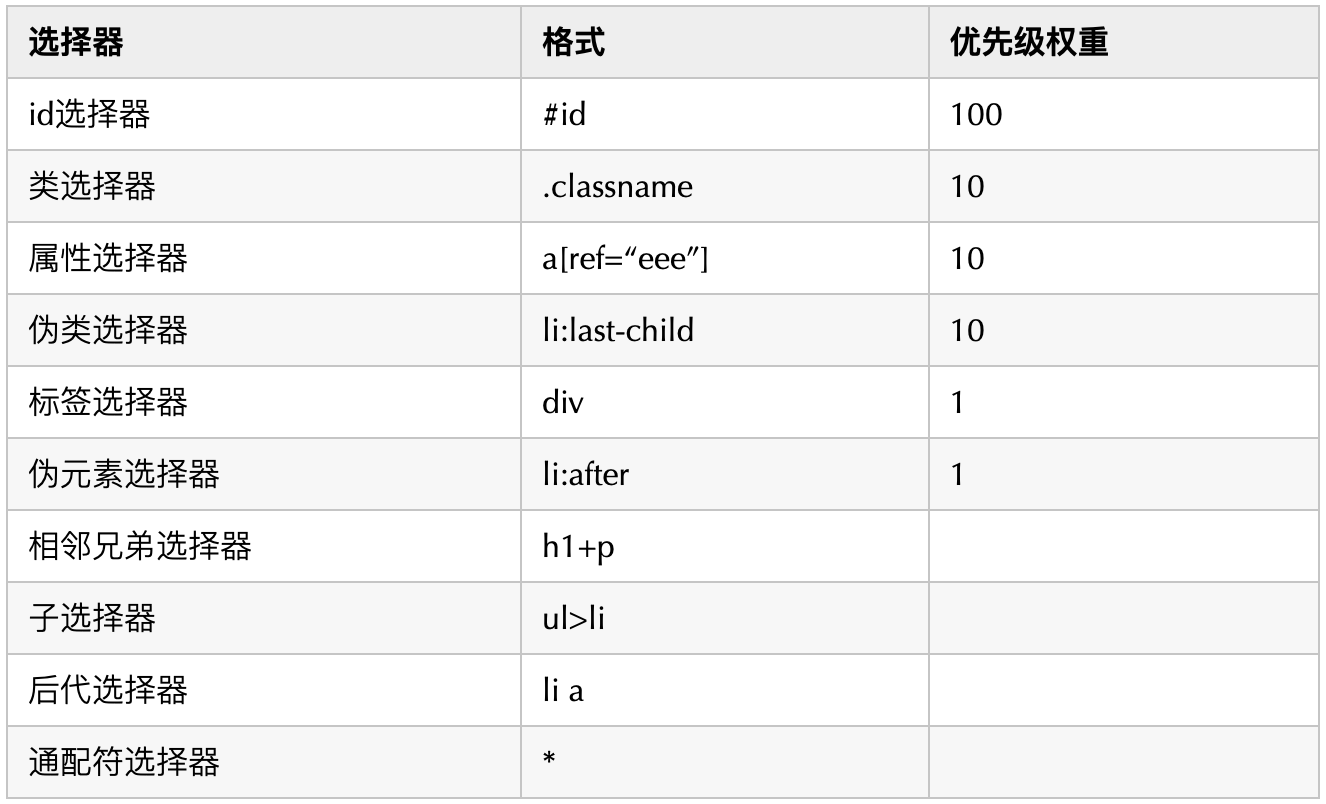 选择器 格式 优先级权重
id选择器 #id 100
类选择器 .classname 10
属性选择器 a[ref=“eee”] 10
伪类选择器 li:last-child 10
标签选择器 div 1
伪元素选择器 li:after 1
相邻兄弟选择器 h1+p
子选择器 ul>li
后代选择器 li a
通配符选择器 *